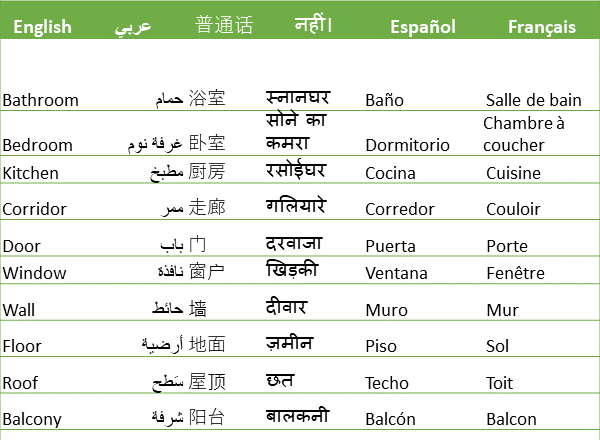 English عربي 普通话 नहीं। Español Français
Bathroom حمام 浴室 स्नानघर Baño Salle de bain
Bedroom غرفة نوم 卧室 सोने का कमरा Dormitorio Chambre à coucher
Kitchen مطبخ 厨房 रसोईघर Cocina Cuisine
Corridor ممر 走廊 गलियारे Corredor Couloir
Door باب 门 दरवाजा Puerta Porte
Window نافذة 窗户 खिड़की Ventana Fenêtre
Wall حائط 墙 दीवार Muro Mur
Floor أرضية 地面 ज़मीन Piso Sol
Roof سَطح 屋顶 छत Techo Toit
Balcony شرفة 阳台 बालकनी Balcón Balcon